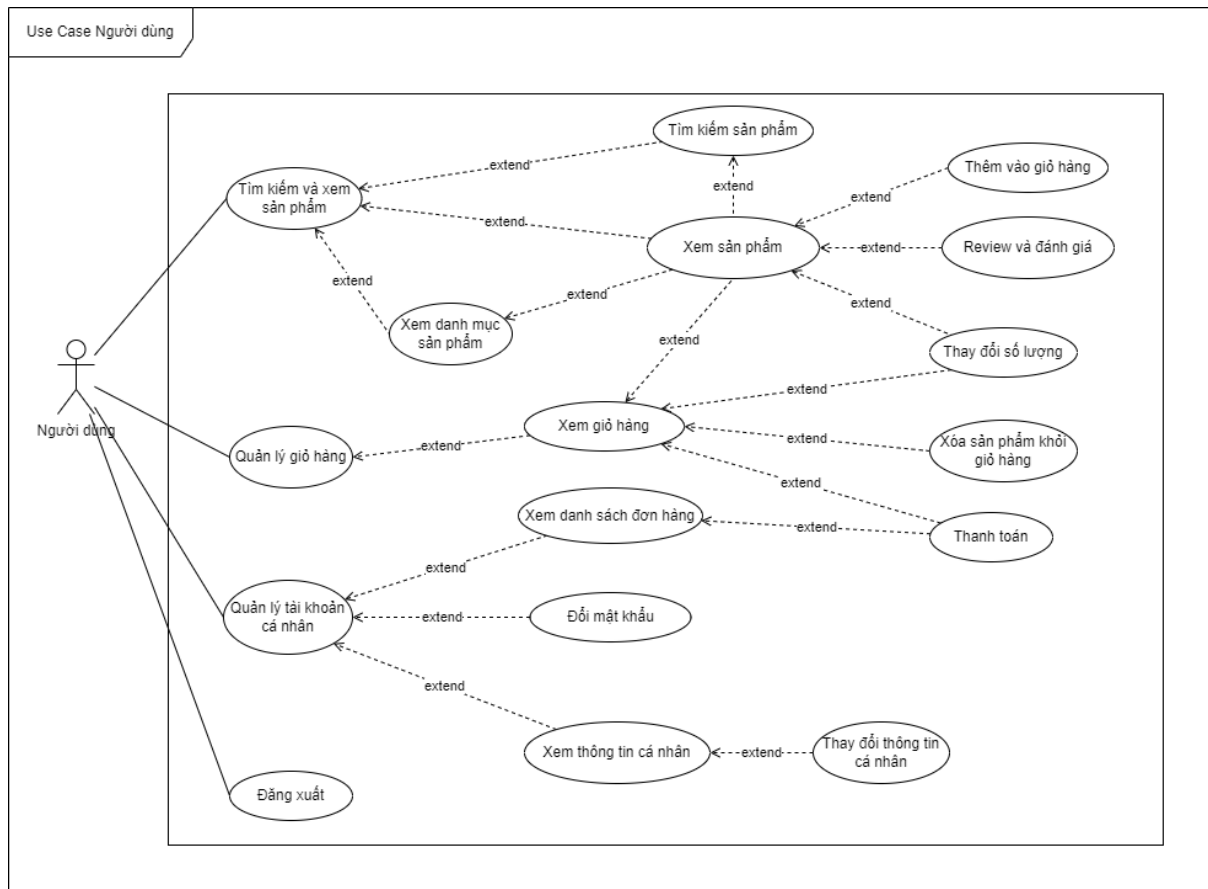 Use Case Người dùng
Tìm kiếm sản phẩm
extend
Thêm vào giỏ hàng
Tìm kiếm và xem
sản phẩm
extend
extend
extend
Xem sản phẩm
extend
Review và đánh giá
extend
extend
extend
Xem danh mục
sản phẩm
extend
Thay đổi số lượng
extend
Người dùng
Xem giỏ hàng
extend
Quản lý giỏ hàng
extend
extend
Xóa sản phẩm khỏi
giỏ hàng
extend
Xem danh sách đơn hàng
extend
Thanh toán
extend
Quản lý tài khoản
cá nhân
extend
Đổi mật khẩu
extend
Xem thông tin cá nhân
extend
Thay đổi thông tin
cá nhân
Đăng xuất